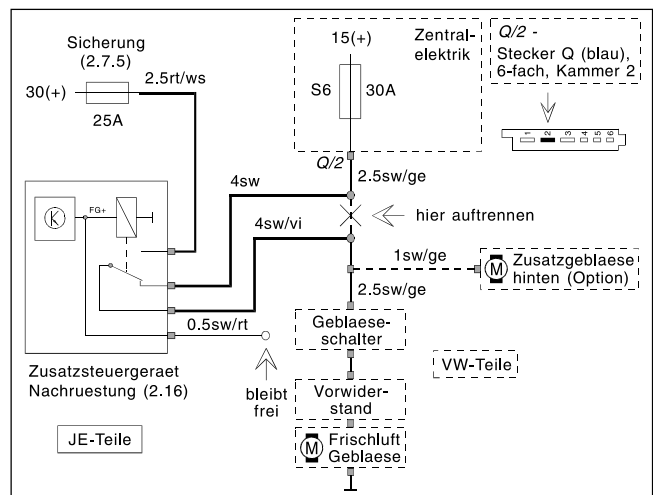 Sicherung
(2.7.5)
2.5rt/ws
30(+)
25A
15(+)
Zentral-
elektrik
S6
30A
Q/2
Q/2 -
Stecker Q (blau),
6-fach, Kammer 2
1 2 3 4 5 6
2.5sw/ge
4sw
hier auftrennen
4sw/vi
K
FG+
1sw/ge
M
Zusatzgeblaese
hinten (Option)
2.5sw/ge
0.5sw/rt
Geblaese-
schalter
Zusatzsteuergeraet
Nachruestung (2.16)
bleibt
frei
VW-Teile
Vorwider-
stand
JE-Teile
M
Frischluft
Geblaese